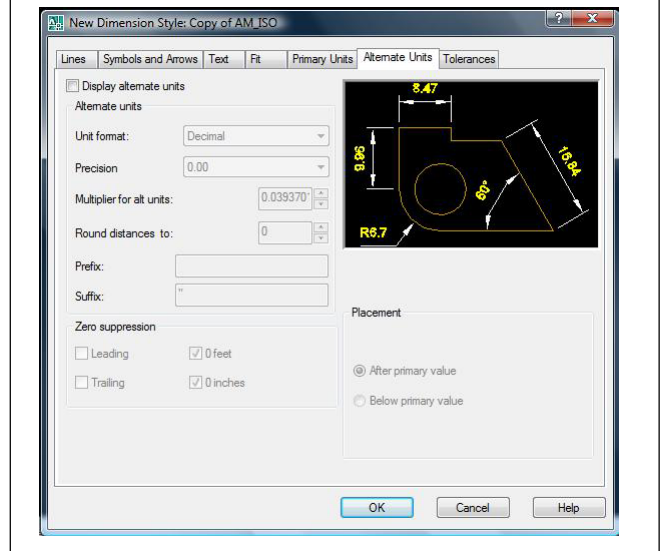 New Dimension Style: Copy of AM_ISO
Lines Symbols and Arrows Text Fit Primary Units Alternate Units Tolerances
Display alternate units
Alternate units
Unit format: Decimal
Precision 0.00
Multiplier for alt units: 0.039370
Round distances to: 0
Prefix:
Suffix: "
Zero suppression
Leading 0 feet
Trailing 0 inches
8.47
9.96
16.84
60°
R6.7
Placement
After primary value
Below primary value
OK Cancel Help